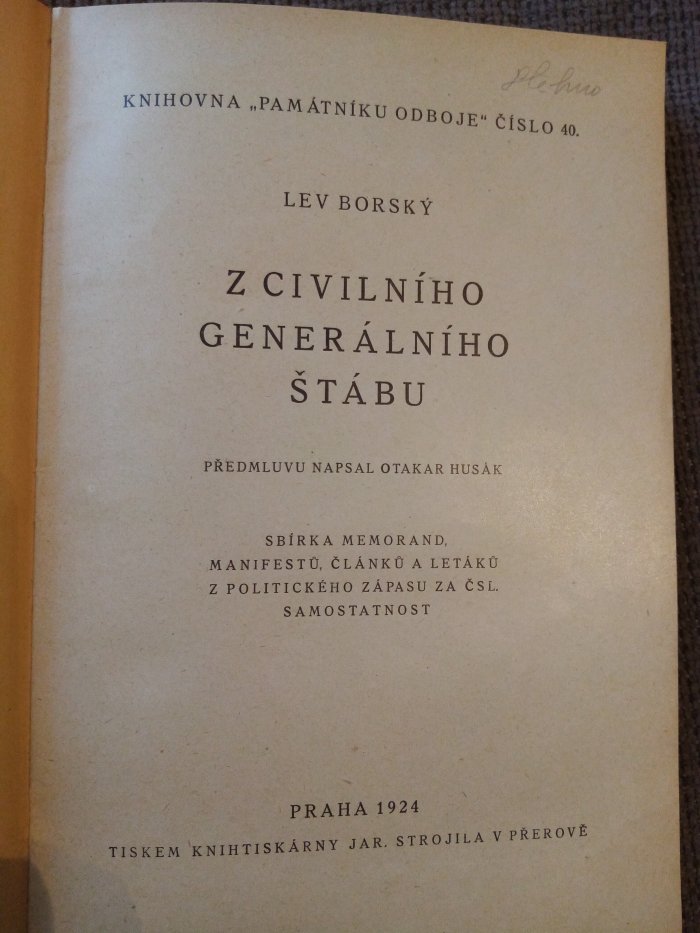 KNIHOVNA „PAMÁTNÍKU ODBOJE“ ČÍSLO 40.
LEV BORSKÝ
Z CIVILNÍHO
GENERÁLNÍHO
ŠTÁBU
PŘEDMLUVU NAPSAL OTAKAR HUSÁK
SBÍRKA MEMORAND,
MANIFESTŮ, ČLÁNKŮ A LETÁKŮ
Z POLITICKÉHO ZÁPASU ZA ČSL.
SAMOSTATNOST
PRAHA 1924
TISKEM KNIHTISKÁRNY JAR. STROJILA V PŘEROVĚ